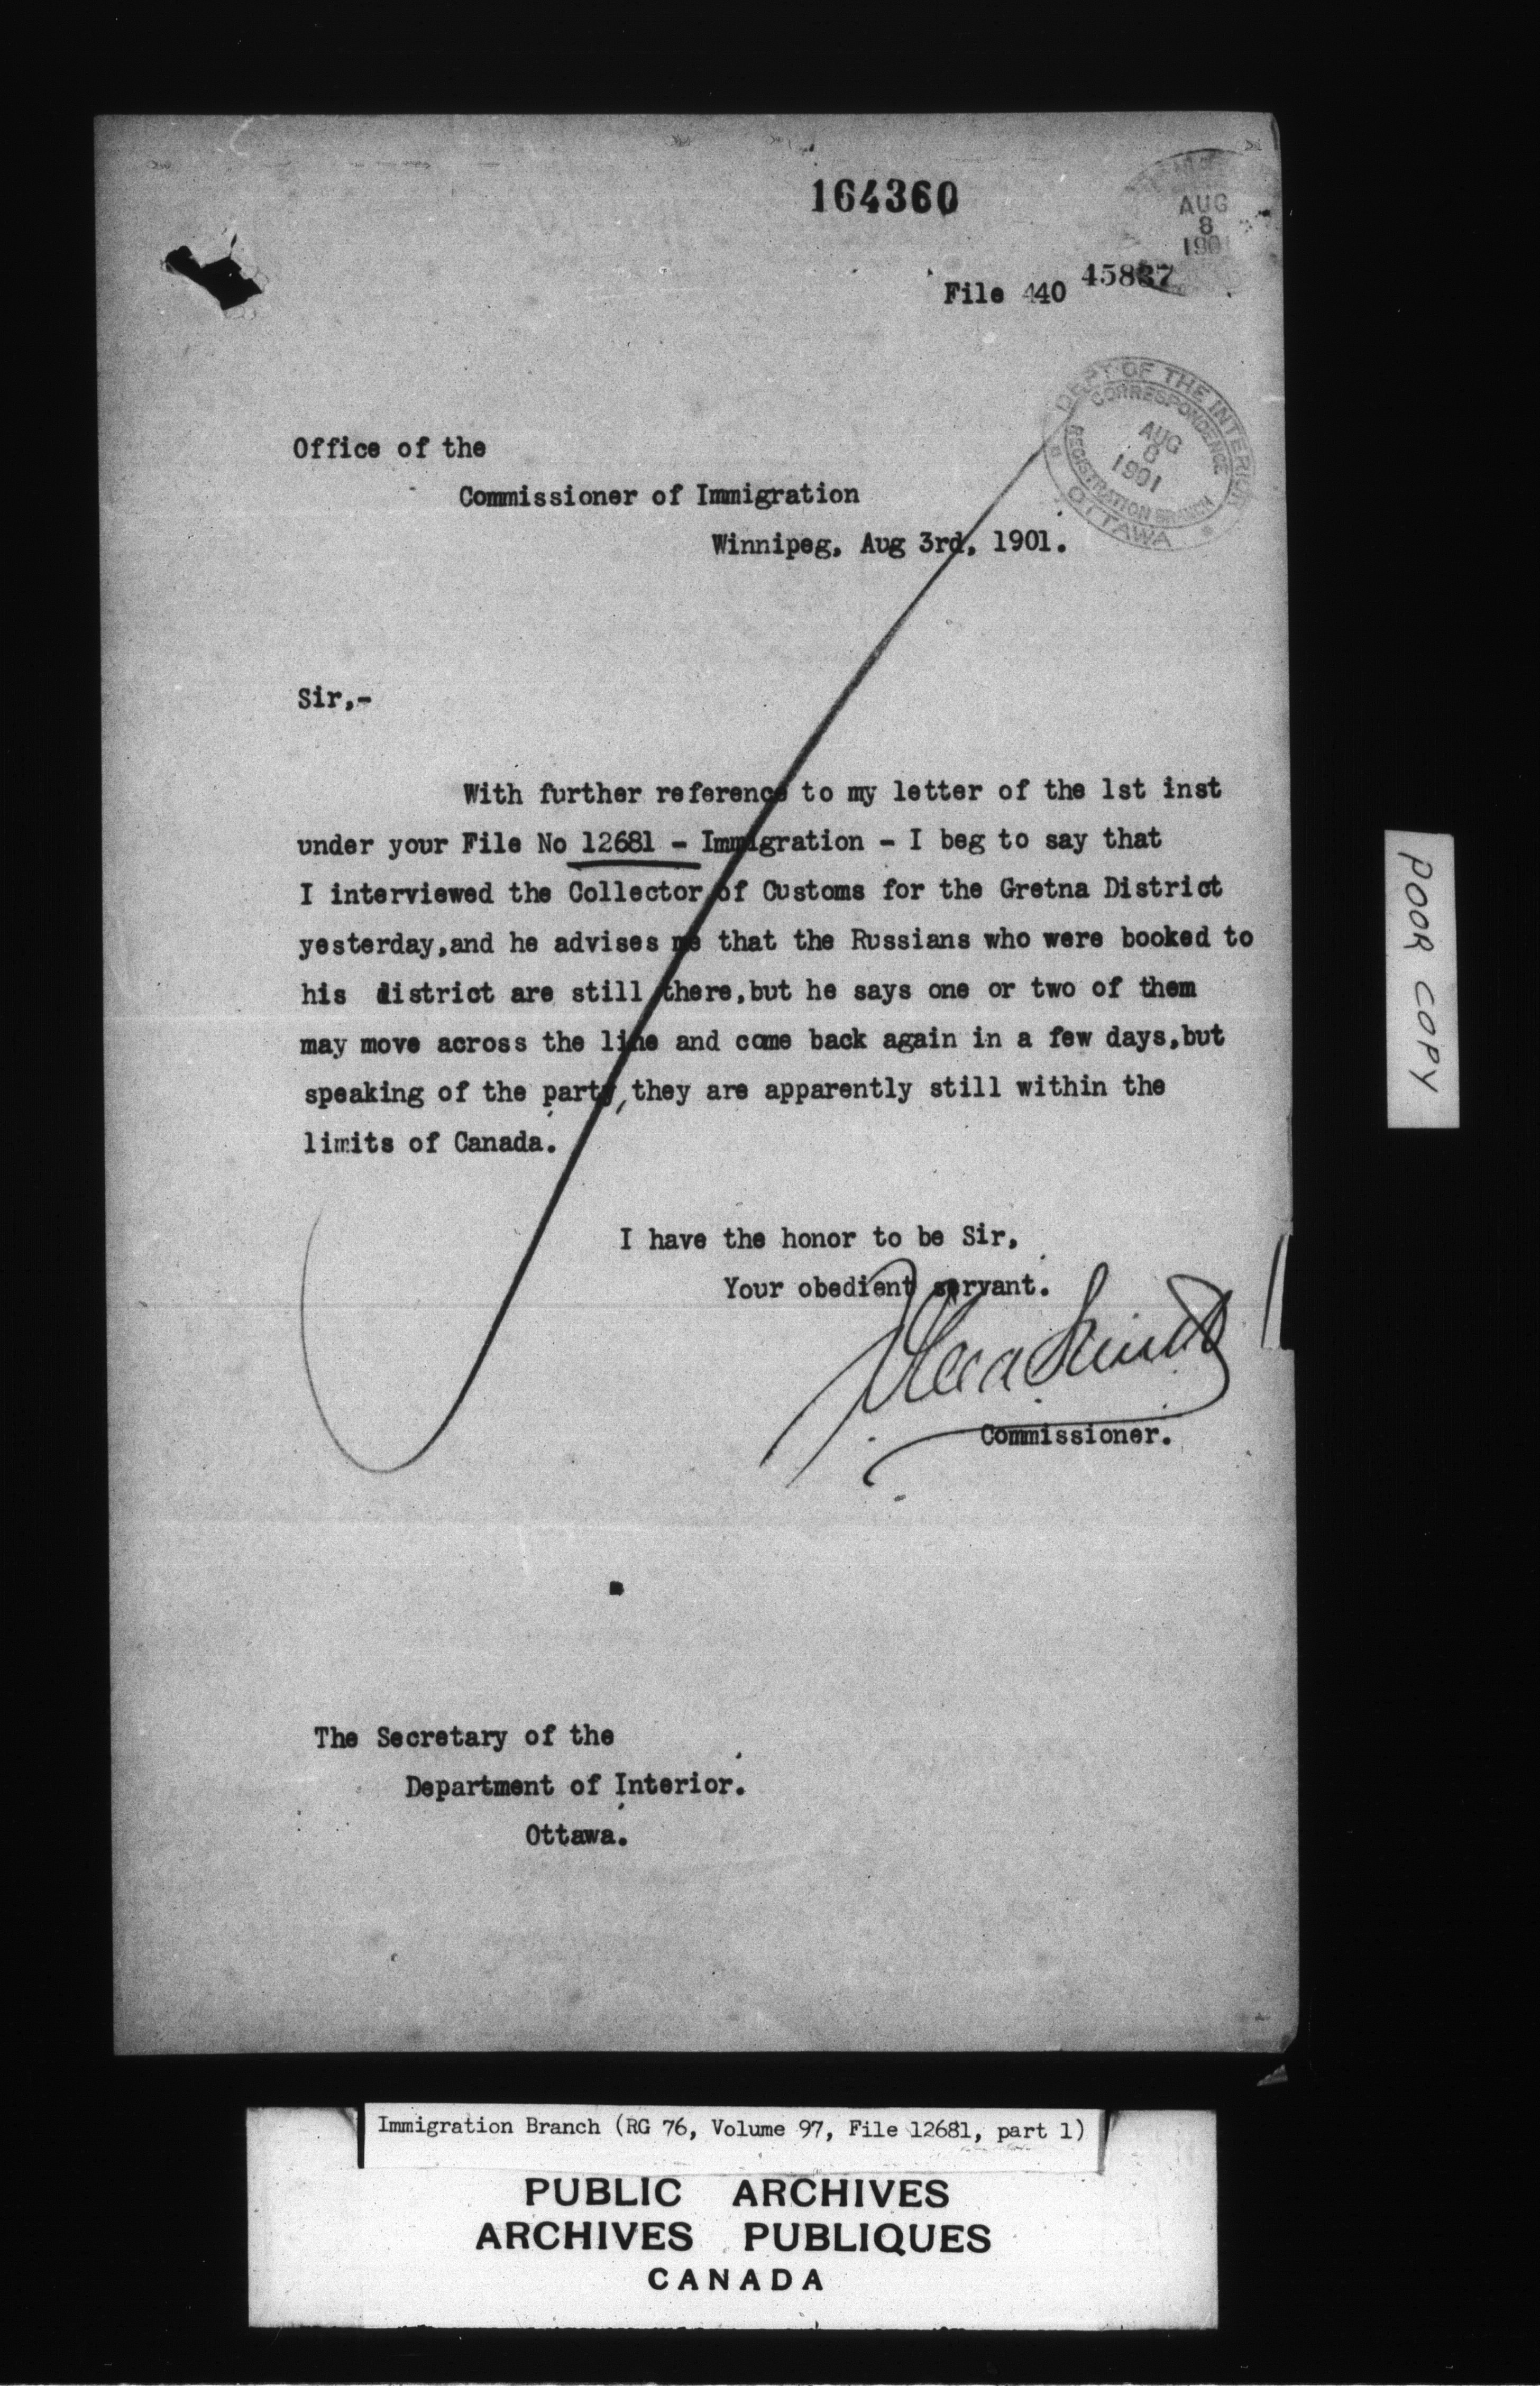 164360
AUG
8
1901
File 440 45837
DEPT OF THE INTERIOR
CORRESPONDENCE
AUG
8
1901
REGISTRATION BRANCH
OTTAWA
Office of the
Commissioner of Immigration
Winnipeg, Aug 3rd, 1901.
Sir,-
With further reference to my letter of the 1st inst
under your File No 12681 - Immigration - I beg to say that
I interviewed the Collector of Customs for the Gretna District
yesterday,and he advises me that the Russians who were booked to
his district are still there,but he says one or two of them
may move across the line and come back again in a few days,but
speaking of the party, they are apparently still within the
limits of Canada.
I have the honor to be Sir,
Your obedient servant.
Commissioner.
The Secretary of the
Department of Interior.
Ottawa.
POOR COPY
Immigration Branch (RG 76, Volume 97, File 12681, part 1)
PUBLIC ARCHIVES
ARCHIVES PUBLIQUES
CANADA